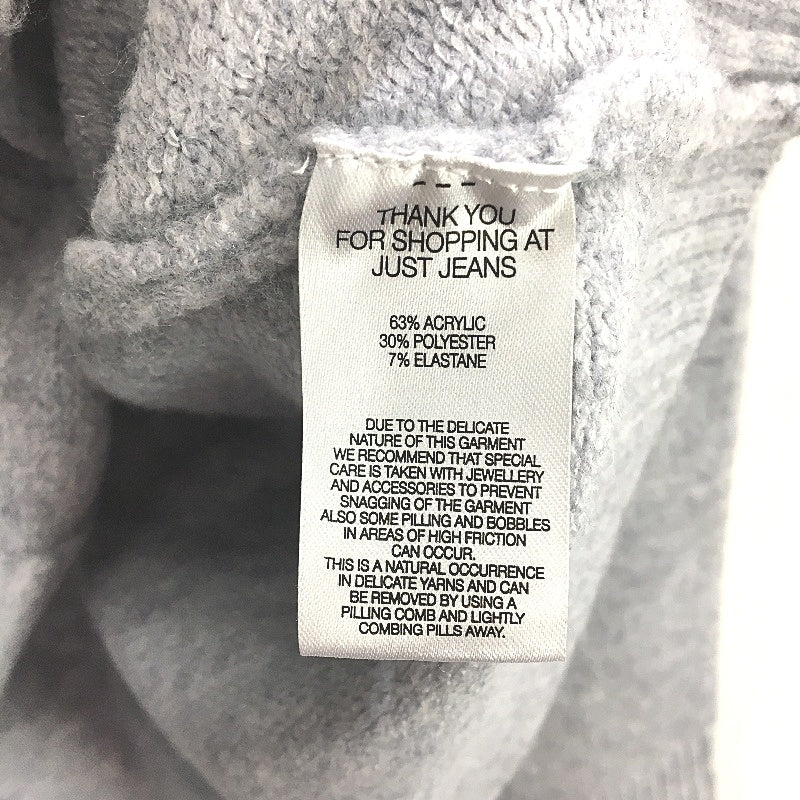 THANK YOU
FOR SHOPPING AT
JUST JEANS
63% ACRYLIC
30% POLYESTER
7% ELASTANE
DUE TO THE DELICATE
NATURE OF THIS GARMENT
WE RECOMMEND THAT SPECIAL
CARE IS TAKEN WITH JEWELLERY
AND ACCESSORIES TO PREVENT
SNAGGING OF THE GARMENT
ALSO SOME PILLING AND BOBBLES
IN AREAS OF HIGH FRICTION
CAN OCCUR.
THIS IS A NATURAL OCCURRENCE
IN DELICATE YARNS AND CAN
BE REMOVED BY USING A
PILLING COMB AND LIGHTLY
COMBING PILLS AWAY.